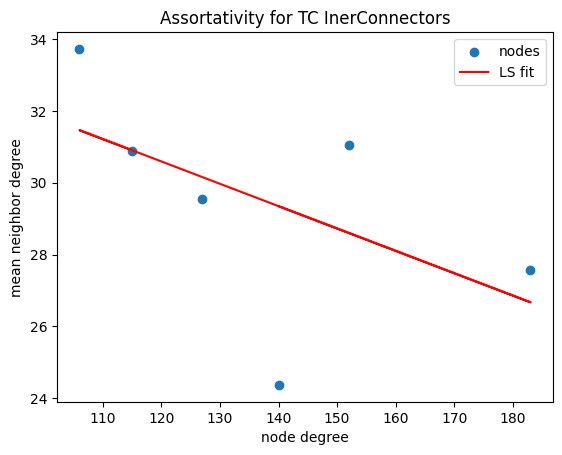 Assortativity for TC InerConnectors
nodes
LS fit
34
32
30
28
26
24
mean neighbor degree
110
120
130
140
150
160
170
180
node degree